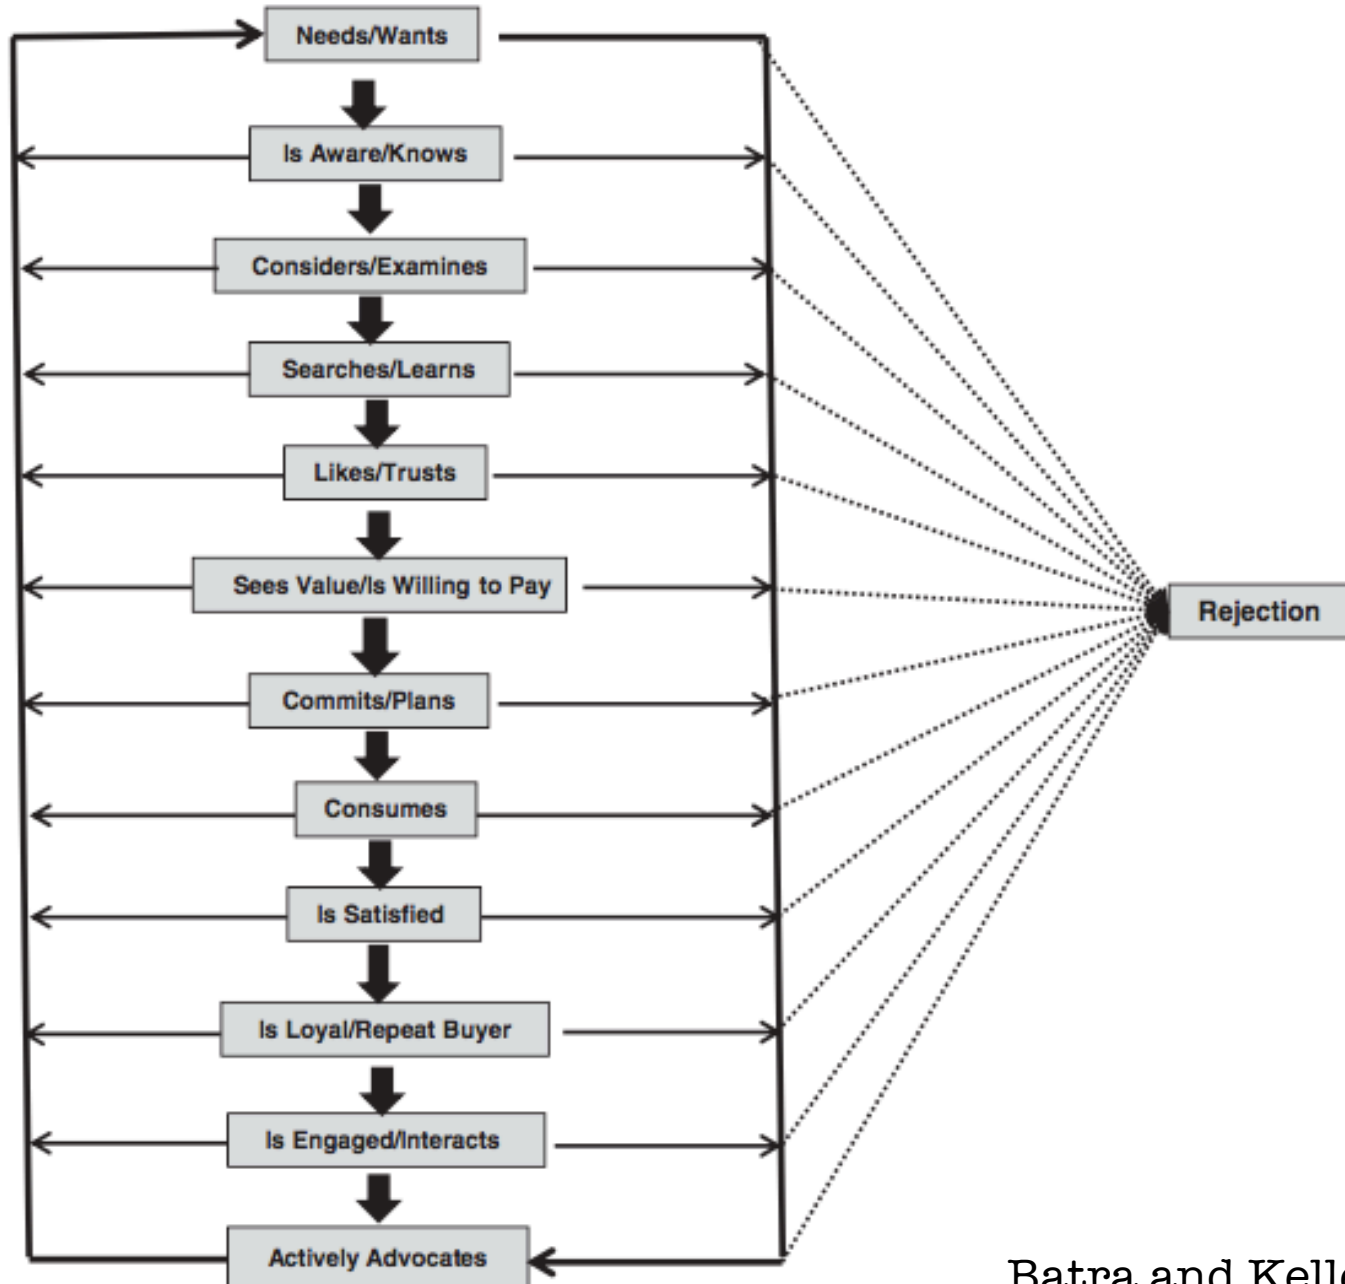 Needs/Wants
Is Aware/Knows
Considers/Examines
Searches/Learns
Likes/Trusts
Sees Value/Is Willing to Pay
Rejection
Commits/Plans
Consumes
Is Satisfied
Is Loyal/Repeat Buyer
Is Engaged/Interacts
Actively Advocates
Batra and